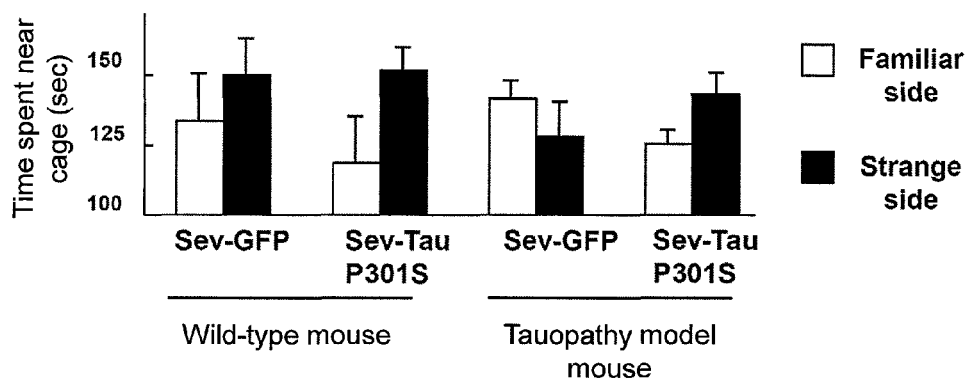 Time spent near
cage (sec)
150
125
100
Familiar
side
Strange
side
Sev-GFP
Sev-Tau
P301S
Sev-GFP
Sev-Tau
P301S
Wild-type mouse
Tauopathy model
mouse